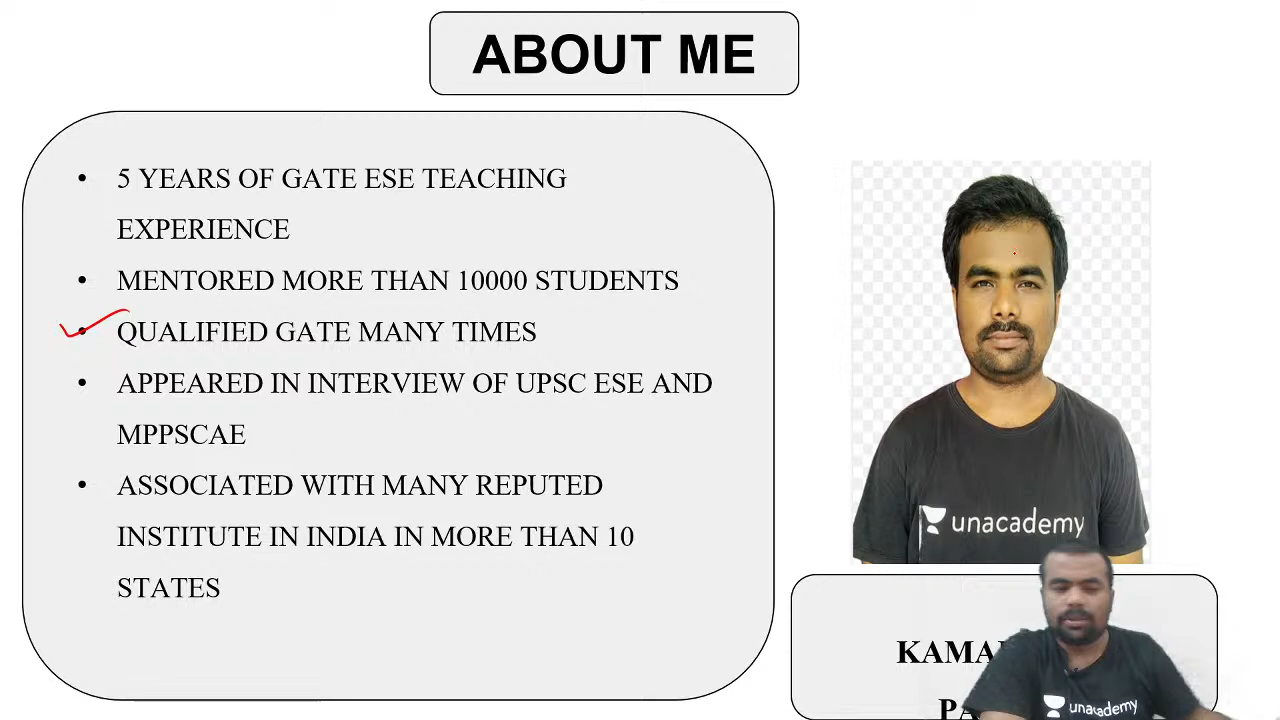 ABOUT ME
• 5 YEARS OF GATE ESE TEACHING
EXPERIENCE
• MENTORED MORE THAN 10000 STUDENTS
• QUALIFIED GATE MANY TIMES
• APPEARED IN INTERVIEW OF UPSC ESE AND
MPPSCAE
• ASSOCIATED WITH MANY REPUTED
INSTITUTE IN INDIA IN MORE THAN 10
STATES
unacademy
unacademy